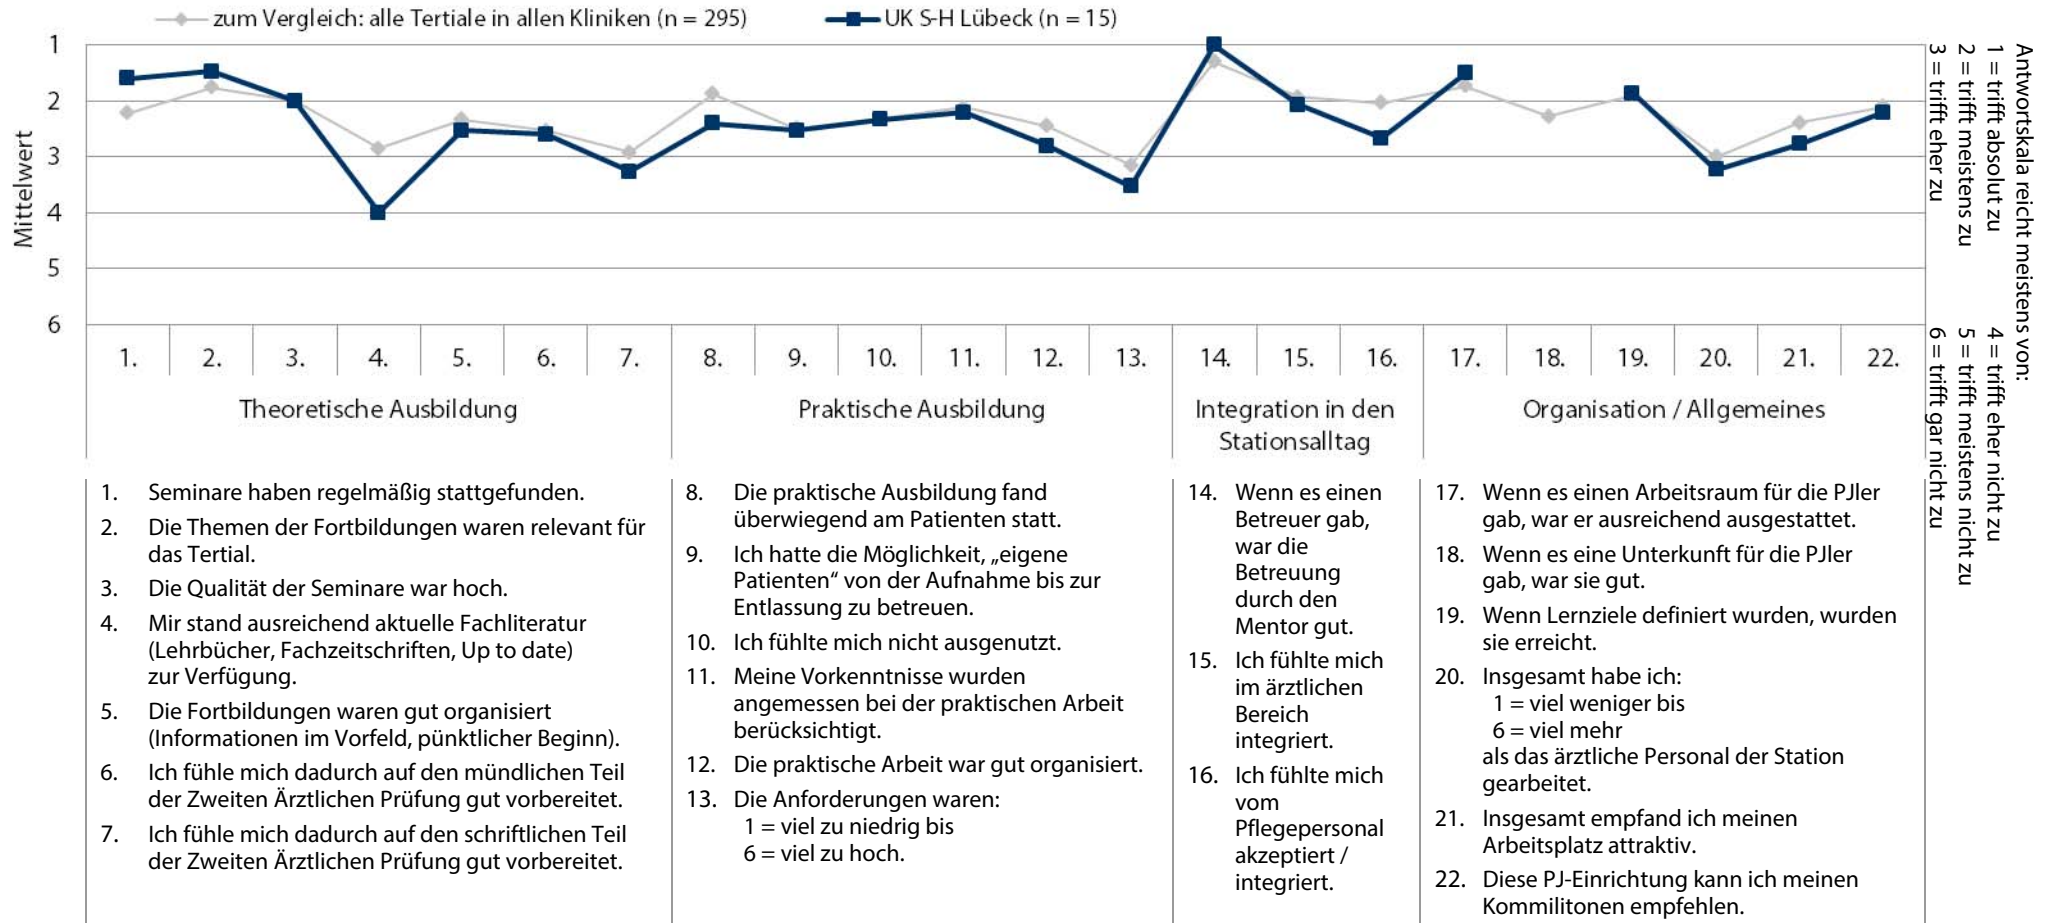 zum Vergleich: alle Tertiale in allen Kliniken (n = 295)
UK S-H Lübeck (n = 15)
Mittelwert
1
2
3
4
5
6
1. 2. 3. 4. 5. 6. 7. 8. 9. 10. 11. 12. 13. 14. 15. 16. 17. 18. 19. 20. 21. 22.
Theoretische Ausbildung
Praktische Ausbildung
Integration in den
Stationsalltag
Organisation / Allgemeines
Antwortskala reicht meistens von:
1 = trifft absolut zu
2 = trifft meistens zu
3 = trifft eher zu
4 = trifft eher nicht zu
5 = trifft meistens nicht zu
6 = trifft gar nicht zu
1. Seminare haben regelmäßig stattgefunden.
2. Die Themen der Fortbildungen waren relevant für
das Tertial.
3. Die Qualität der Seminare war hoch.
4. Mir stand ausreichend aktuelle Fachliteratur
(Lehrbücher, Fachzeitschriften, Up to date)
zur Verfügung.
5. Die Fortbildungen waren gut organisiert
(Informationen im Vorfeld, pünktlicher Beginn).
6. Ich fühle mich dadurch auf den mündlichen Teil
der Zweiten Ärztlichen Prüfung gut vorbereitet.
7. Ich fühle mich dadurch auf den schriftlichen Teil
der Zweiten Ärztlichen Prüfung gut vorbereitet.
8. Die praktische Ausbildung fand
überwiegend am Patienten statt.
9. Ich hatte die Möglichkeit, „eigene
Patienten“ von der Aufnahme bis zur
Entlassung zu betreuen.
10. Ich fühlte mich nicht ausgenutzt.
11. Meine Vorkenntnisse wurden
angemessen bei der praktischen Arbeit
berücksichtigt.
12. Die praktische Arbeit war gut organisiert.
13. Die Anforderungen waren:
1 = viel zu niedrig bis
6 = viel zu hoch.
14. Wenn es einen
Betreuer gab,
war die
Betreuung
durch den
Mentor gut.
15. Ich fühlte mich
im ärztlichen
Bereich
integriert.
16. Ich fühlte mich
vom
Pflegepersonal
akzeptiert /
integriert.
17. Wenn es einen Arbeitsraum für die PJler
gab, war er ausreichend ausgestattet.
18. Wenn es eine Unterkunft für die PJler
gab, war sie gut.
19. Wenn Lernziele definiert wurden, wurden
sie erreicht.
20. Insgesamt habe ich:
1 = viel weniger bis
6 = viel mehr
als das ärztliche Personal der Station
gearbeitet.
21. Insgesamt empfand ich meinen
Arbeitsplatz attraktiv.
22. Diese PJ-Einrichtung kann ich meinen
Kommilitonen empfehlen.